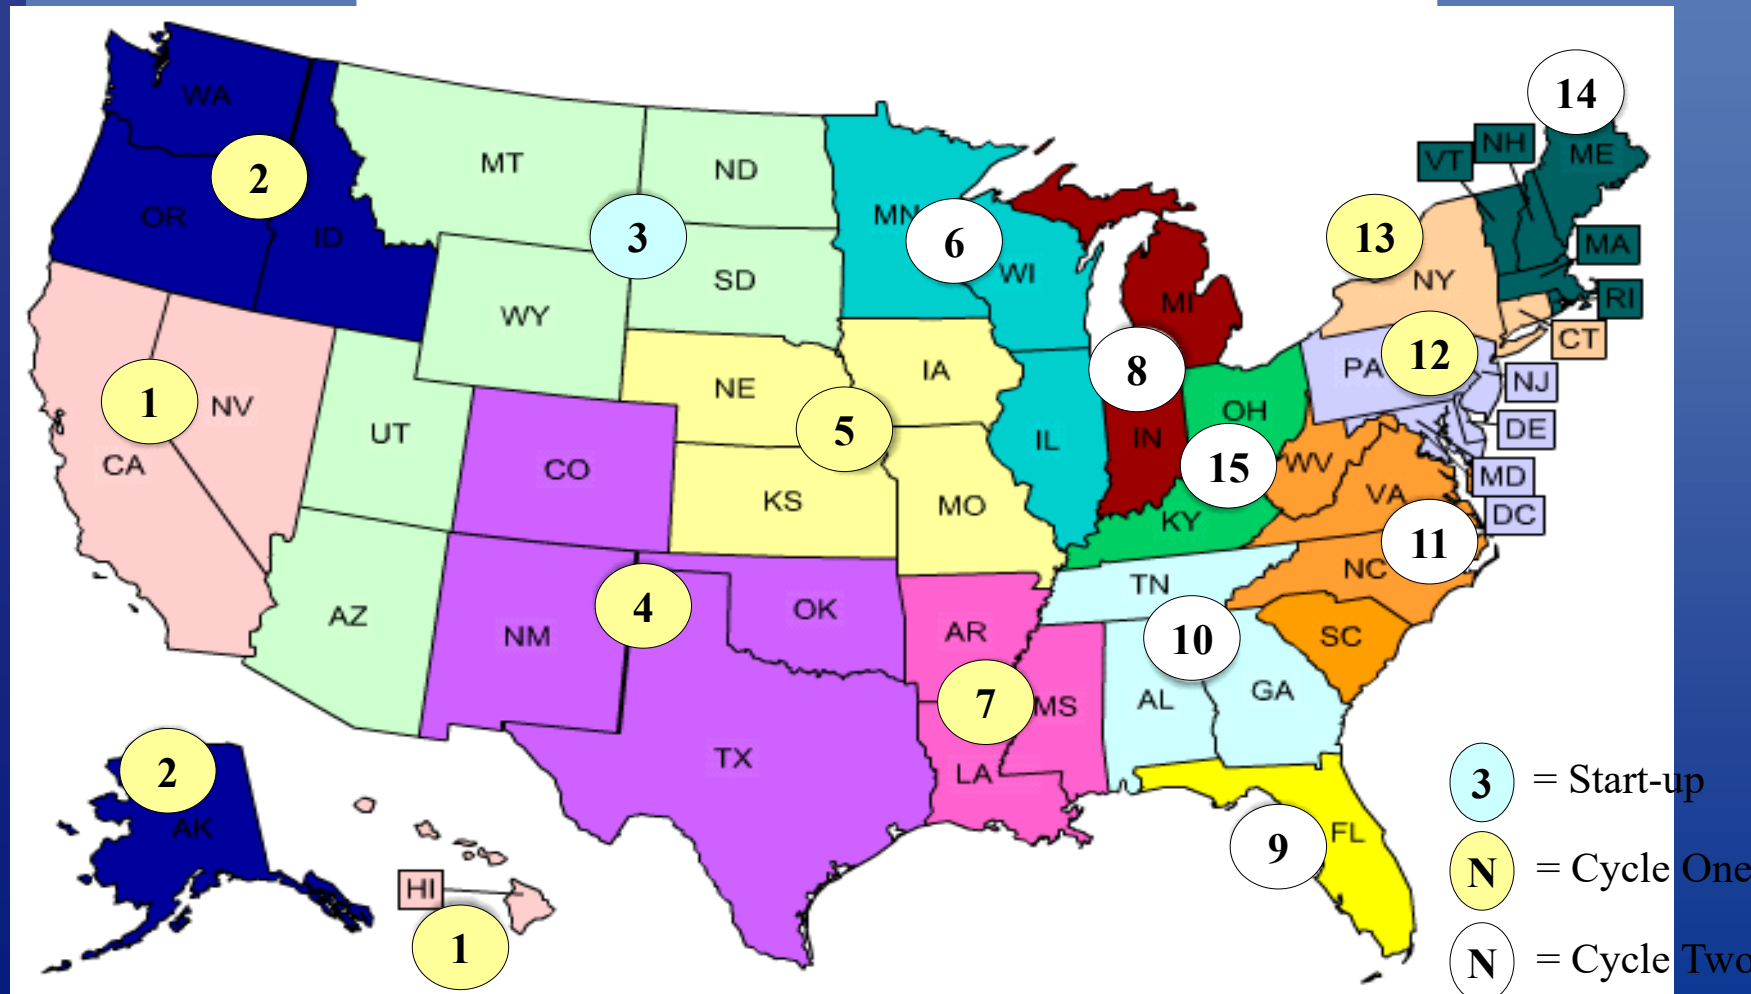 14
WA
NH
VT
ME
MT
ND
2
OR
ID
3
MN
6
WI
13
NY
MA
SD
RI
WY
MI
CT
12
PA
8
IA
NE
NJ
1
NV
OH
UT
5
IL
IN
DE
CA
CO
15
WV
MD
KS
MO
VA
DC
KY
11
NC
TN
4
OK
AZ
NM
AR
10
SC
7
MS
AL
GA
TX
2
LA
3 = Start-up
AK
FL
9
N = Cycle One
HI
1
N = Cycle Two